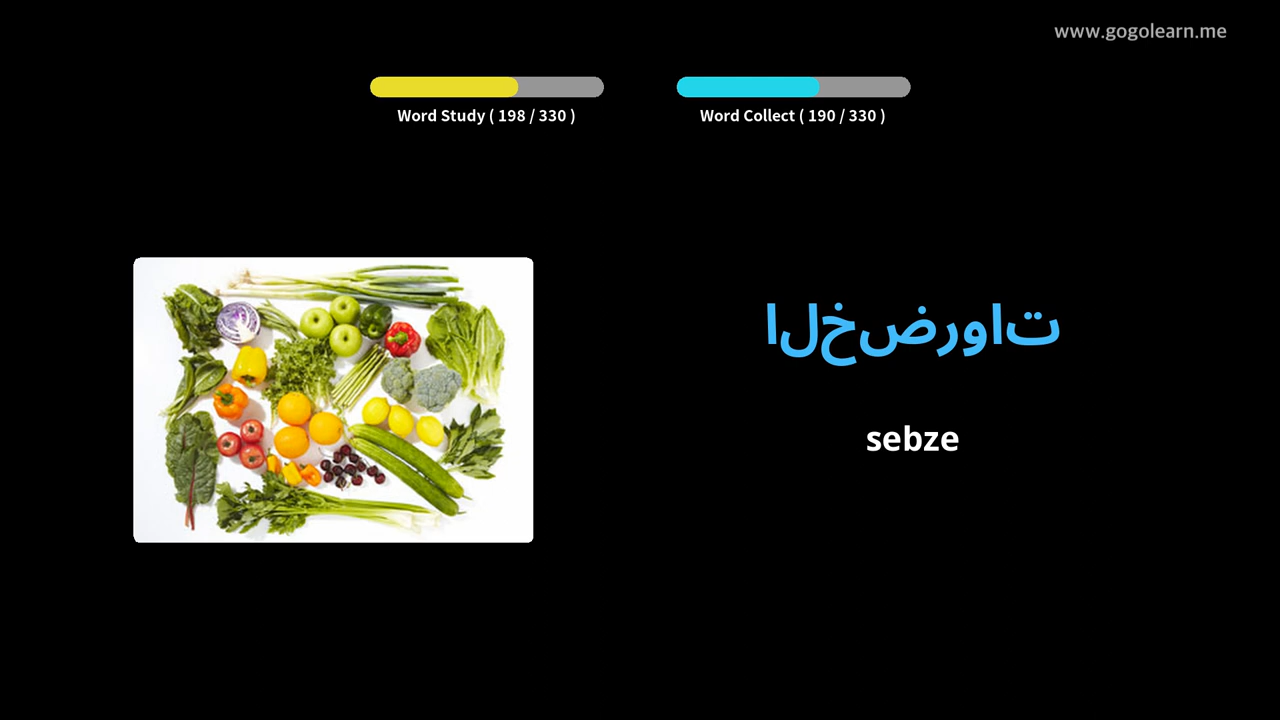 www.gogolearn.me
Word Study ( 198 / 330 )
Word Collect ( 190 / 330 )
الخضروات
sebze